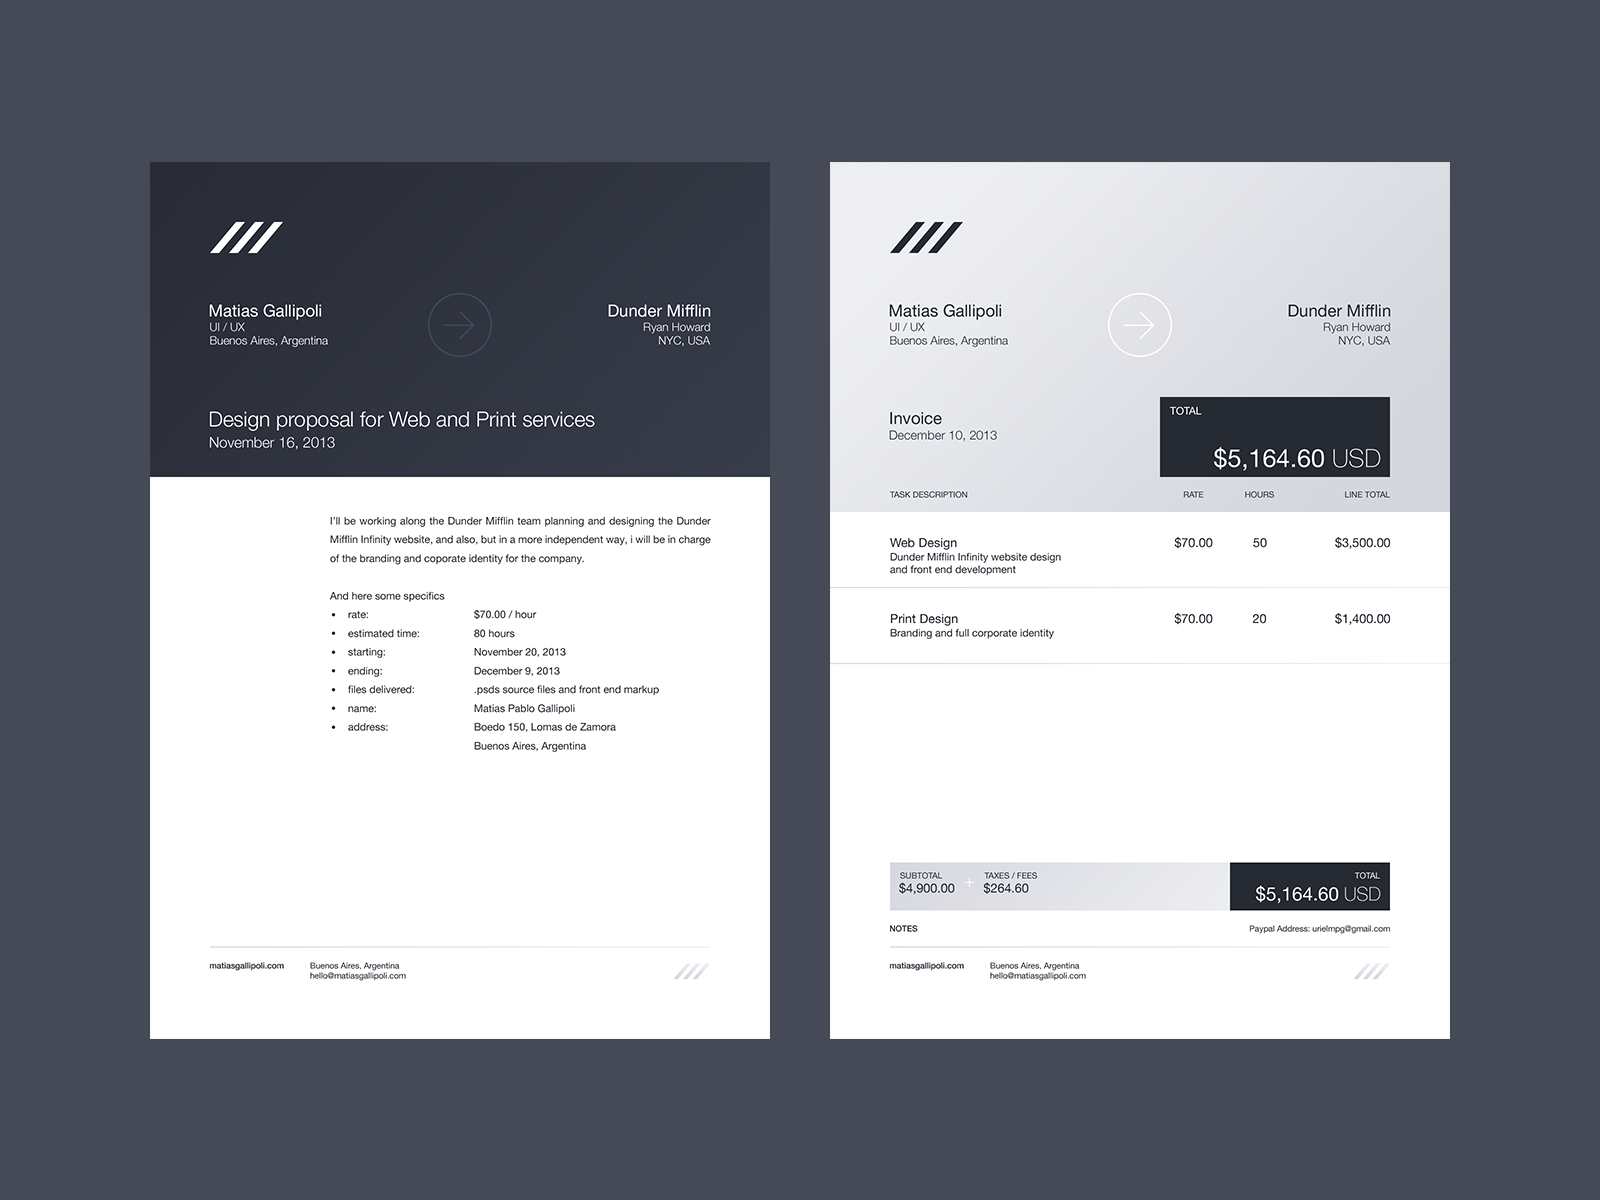 Matias Gallipoli
UI / UX
Buenos Aires, Argentina
Dunder Mifflin
Ryan Howard
NYC, USA
Design proposal for Web and Print services
November 16, 2013
I'll be working along the Dunder Mifflin team planning and designing the Dunder
Mifflin Infinity website, and also, but in a more independent way, i will be in charge
of the branding and coporate identity for the company.
And here some specifics
• rate: $70.00 / hour
• estimated time: 80 hours
• starting: November 20, 2013
• ending: December 9, 2013
• files delivered: .psds source files and front end markup
• name: Matias Pablo Gallipoli
• address: Boedo 150, Lomas de Zamora
Buenos Aires, Argentina
matiasgallipoli.com
Buenos Aires, Argentina
hello@matiasgallipoli.com
Matias Gallipoli
UI / UX
Buenos Aires, Argentina
Dunder Mifflin
Ryan Howard
NYC, USA
Invoice
December 10, 2013
TOTAL
$5,164.60 USD
TASK DESCRIPTION RATE HOURS LINE TOTAL
Web Design $70.00 50 $3,500.00
Dunder Mifflin Infinity website design
and front end development
Print Design $70.00 20 $1,400.00
Branding and full corporate identity
SUBTOTAL
$4,900.00
+
TAXES / FEES
$264.60
TOTAL
$5,164.60 USD
NOTES Paypal Address: urielmpg@gmail.com
matiasgallipoli.com
Buenos Aires, Argentina
hello@matiasgallipoli.com